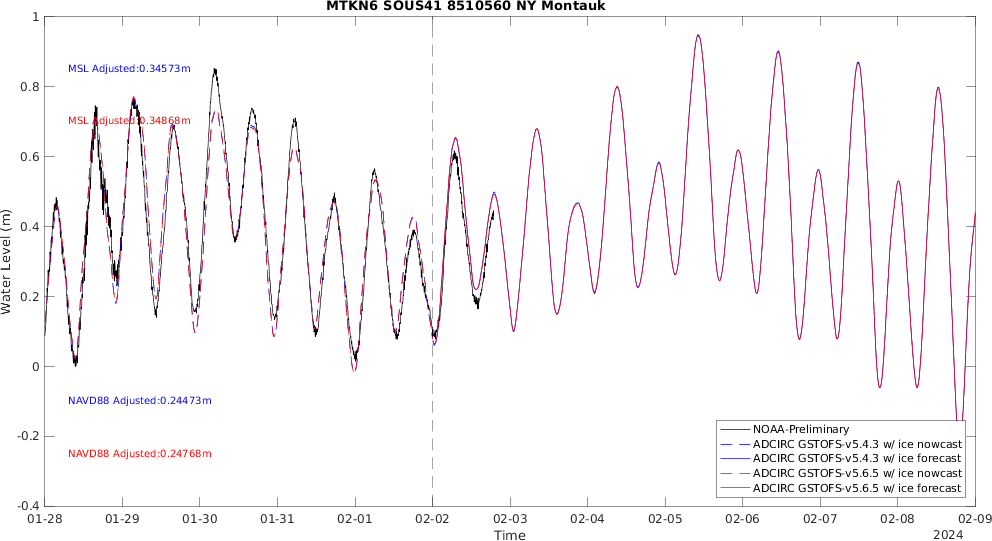 MTKN6 SOUS41 8510560 NY Montauk
1
0.8
0.6
0.4
0.2
0
-0.2
-0.4
Water Level (m)
MSL Adjusted:0.34573m
MSL Adjusted:0.34868m
NAVD88 Adjusted:0.24473m
NAVD88 Adjusted:0.24768m
NOAA-Preliminary
ADCIRC GSTOFS-v5.4.3 w/ ice nowcast
ADCIRC GSTOFS-v5.4.3 w/ ice forecast
ADCIRC GSTOFS-v5.6.5 w/ ice nowcast
ADCIRC GSTOFS-v5.6.5 w/ ice forecast
01-28 01-29 01-30 01-31 02-01 02-02 02-03 02-04 02-05 02-06 02-07 02-08 02-09
Time
2024